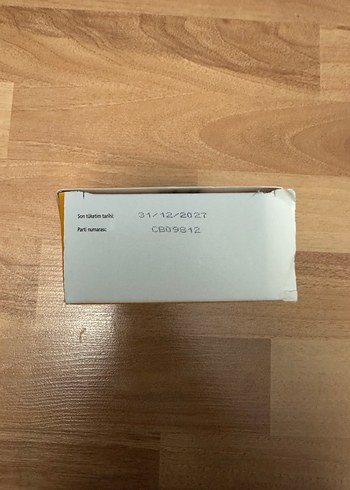 Son tüketim tarihi: 31/12/2027
Parti numarası: CB09812